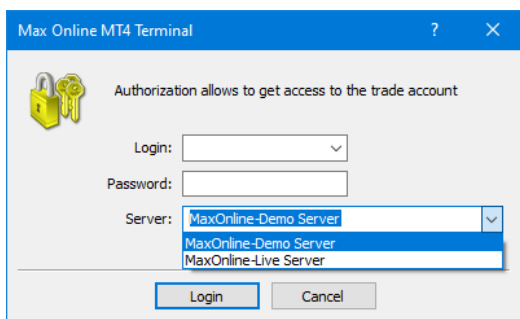 Max Online MT4 Terminal ?
Authorization allows to get access to the trade account
Login:
Password:
Server: MaxOnline-Demo Server
MaxOnline-Demo Server
MaxOnline-Live Server
Login Cancel